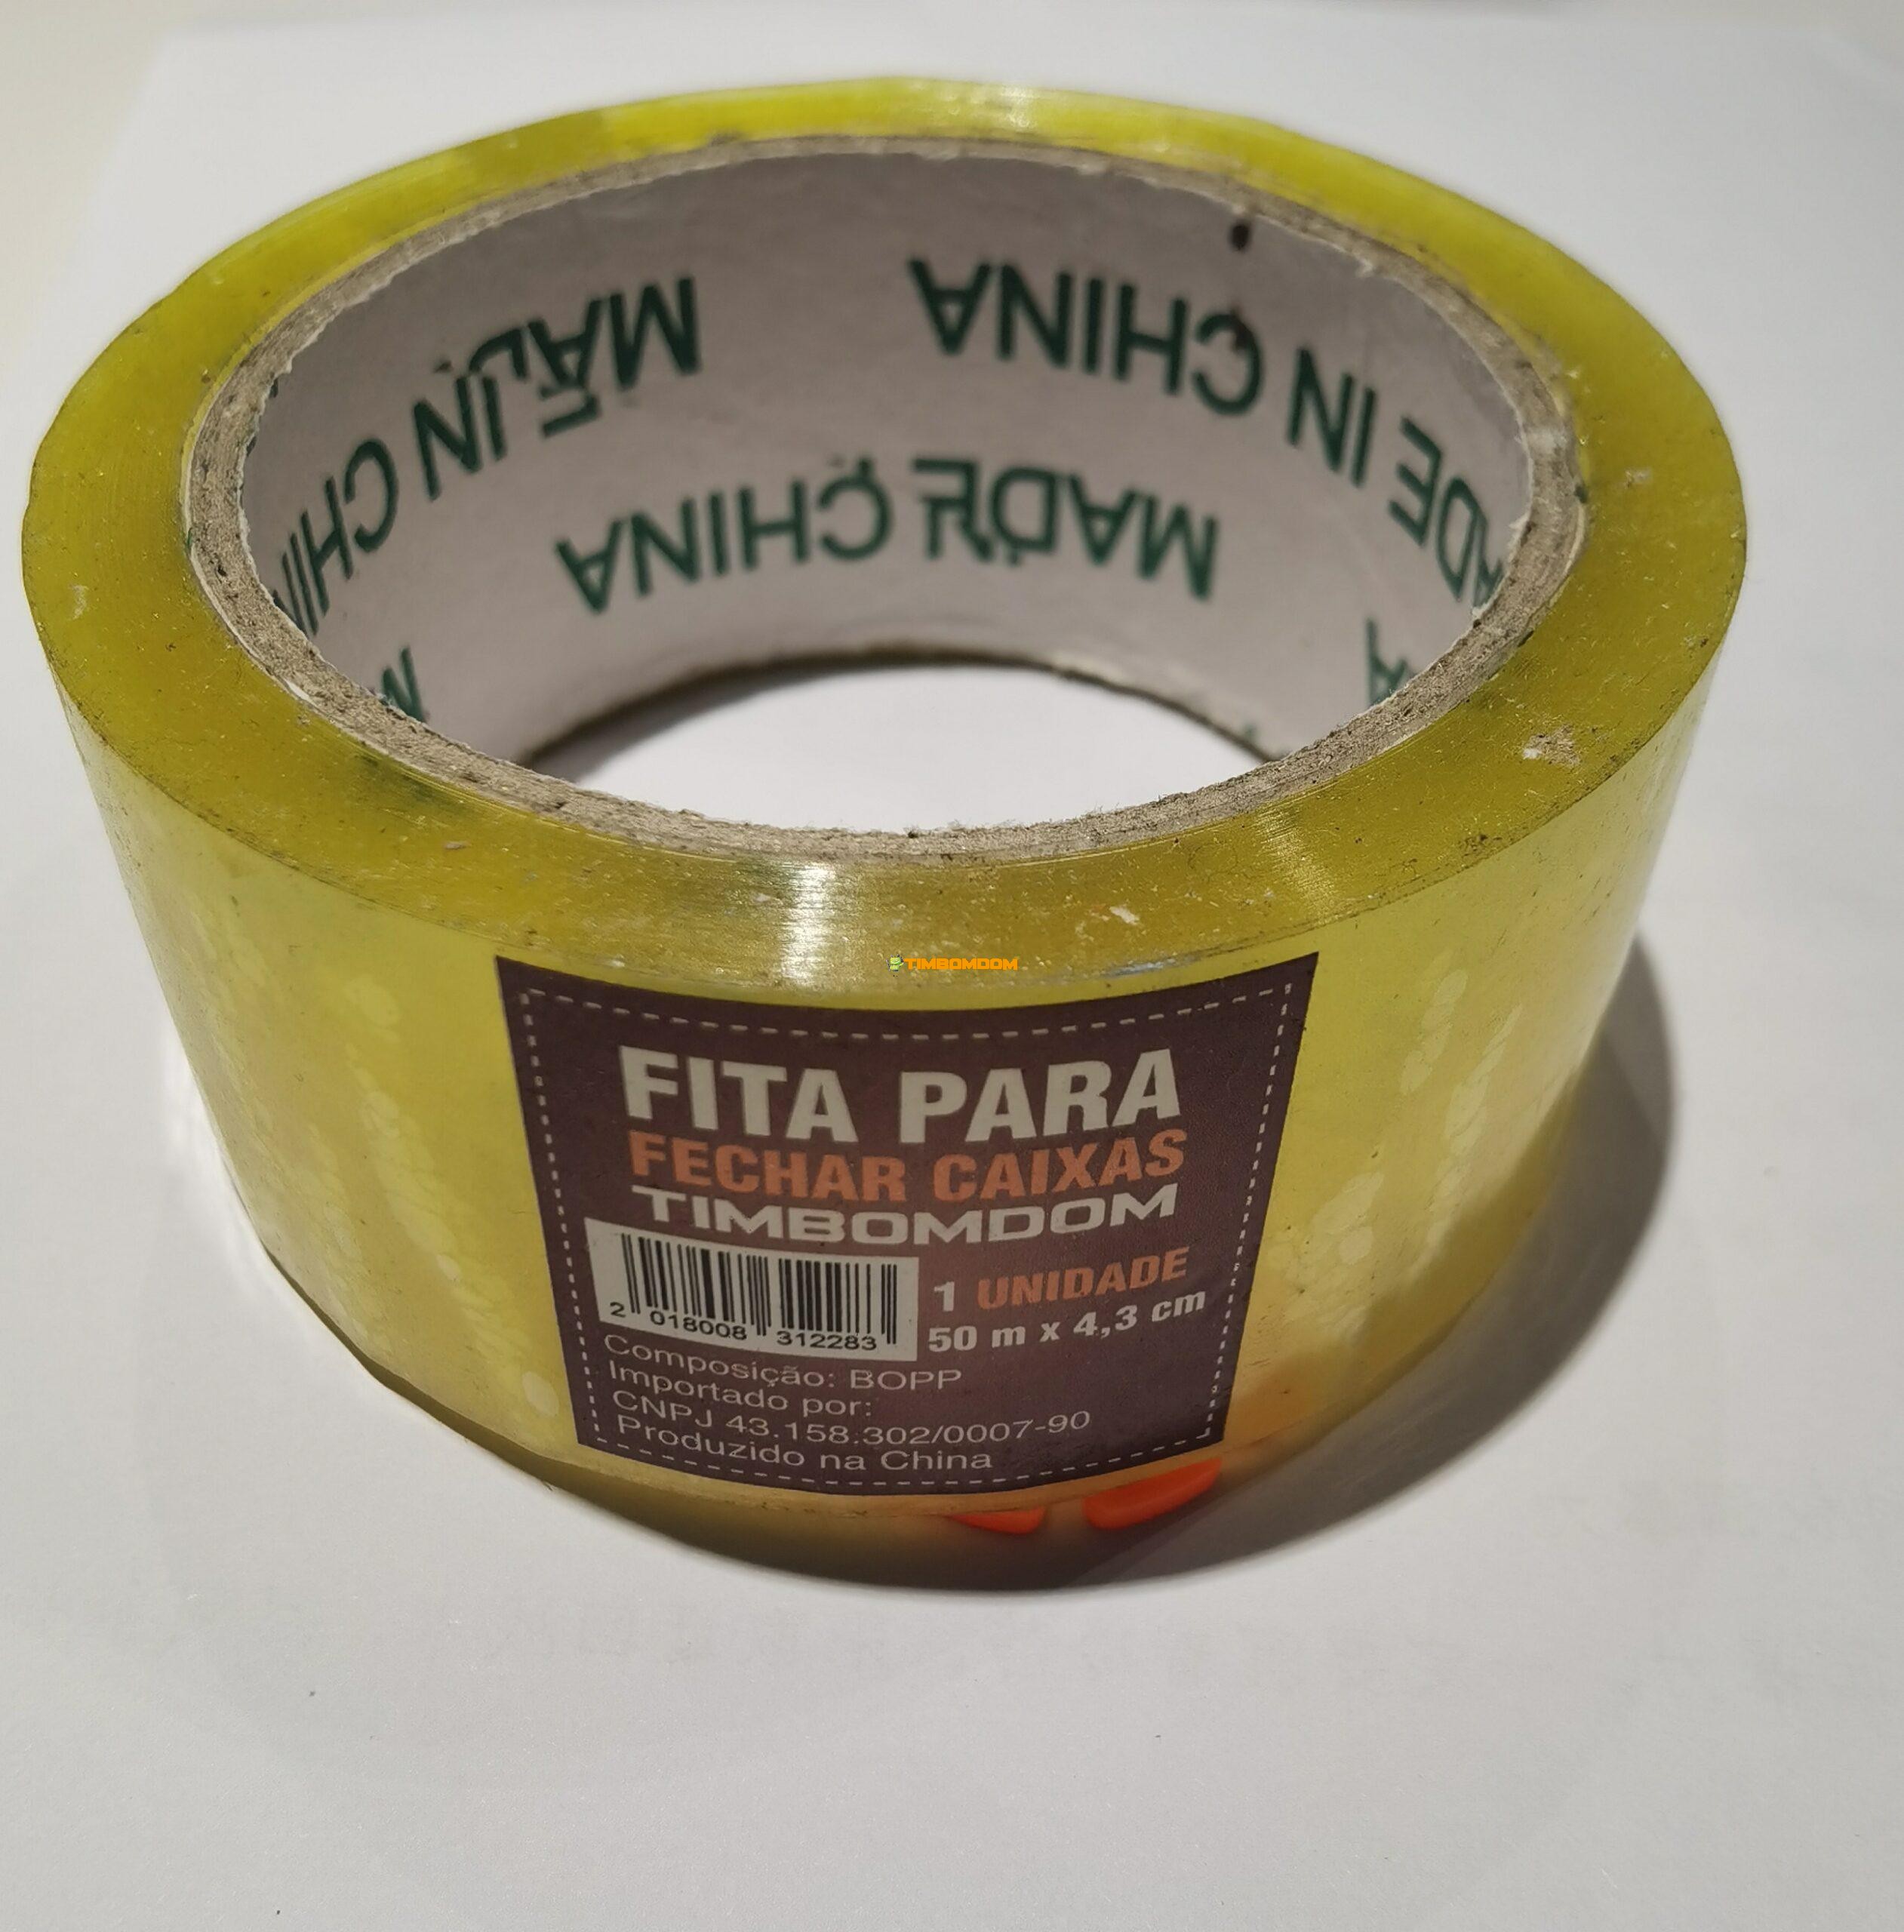 MADE IN CHINA
MADE IN CHINA
MADE CHINA
TIMBOMDOM
FITA PARA
FECHAR CAIXAS
TIMBOMDOM
2 018008 312283
1 UNIDADE
50 m x 4,3 cm
Composição: BOPP
Importado por:
CNPJ 43.158.302/0007-90
Produzido na China